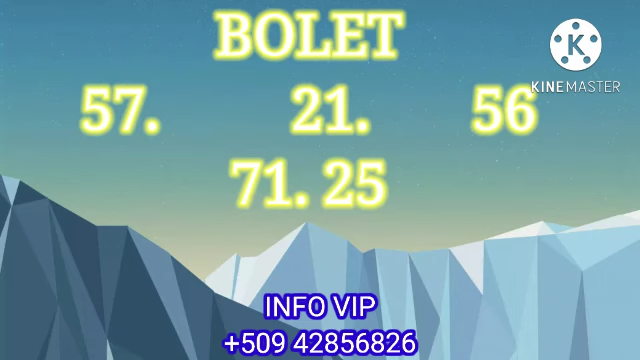 BOLET
K
KINEMASTER
57. 21. 56
71. 25
INFO VIP
+509 42856826